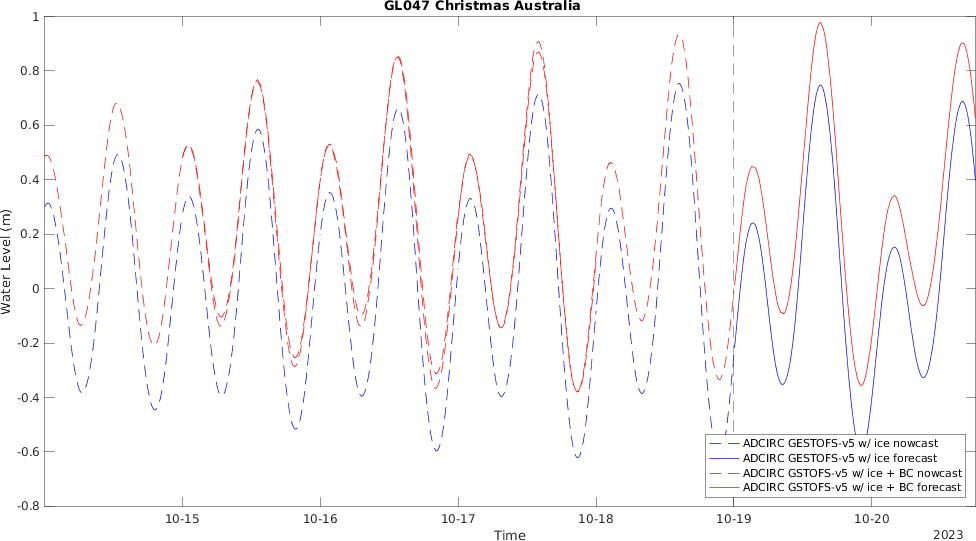 GL047 Christmas Australia
1
0.8
0.6
0.4
0.2
0
-0.2
-0.4
-0.6
-0.8
Water Level (m)
ADCIRC GESTOFS-v5 w/ ice nowcast
ADCIRC GESTOFS-v5 w/ ice forecast
ADCIRC GSTOFS-v5 w/ ice + BC nowcast
ADCIRC GSTOFS-v5 w/ ice + BC forecast
10-15 10-16 10-17 10-18 10-19 10-20
Time
2023